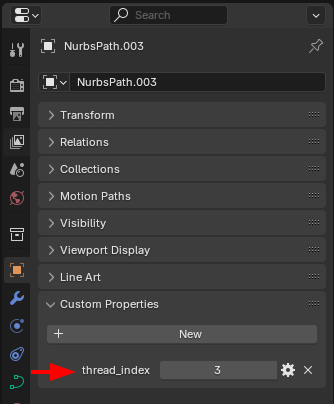 Search
NurbsPath.003
NurbsPath.003
Transform
Relations
Collections
Motion Paths
Visibility
Viewport Display
Line Art
Custom Properties
New
thread_index 3